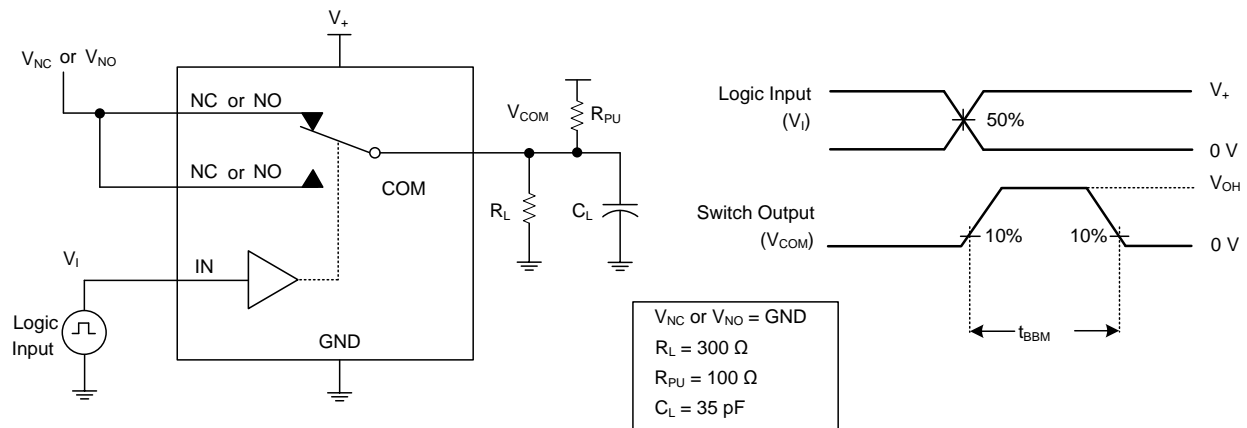 V+
VNC or VNO
NC or NO
VCOM
RPU
NC or NO
COM
RL
CL
VI
IN
Logic
Input
GND
VNC or VNO = GND
RL = 300 Ω
RPU = 100 Ω
CL = 35 pF
Logic Input
(VI)
V+
50%
0 V
VOH
Switch Output
(VCOM)
10%
10%
0 V
tBBM